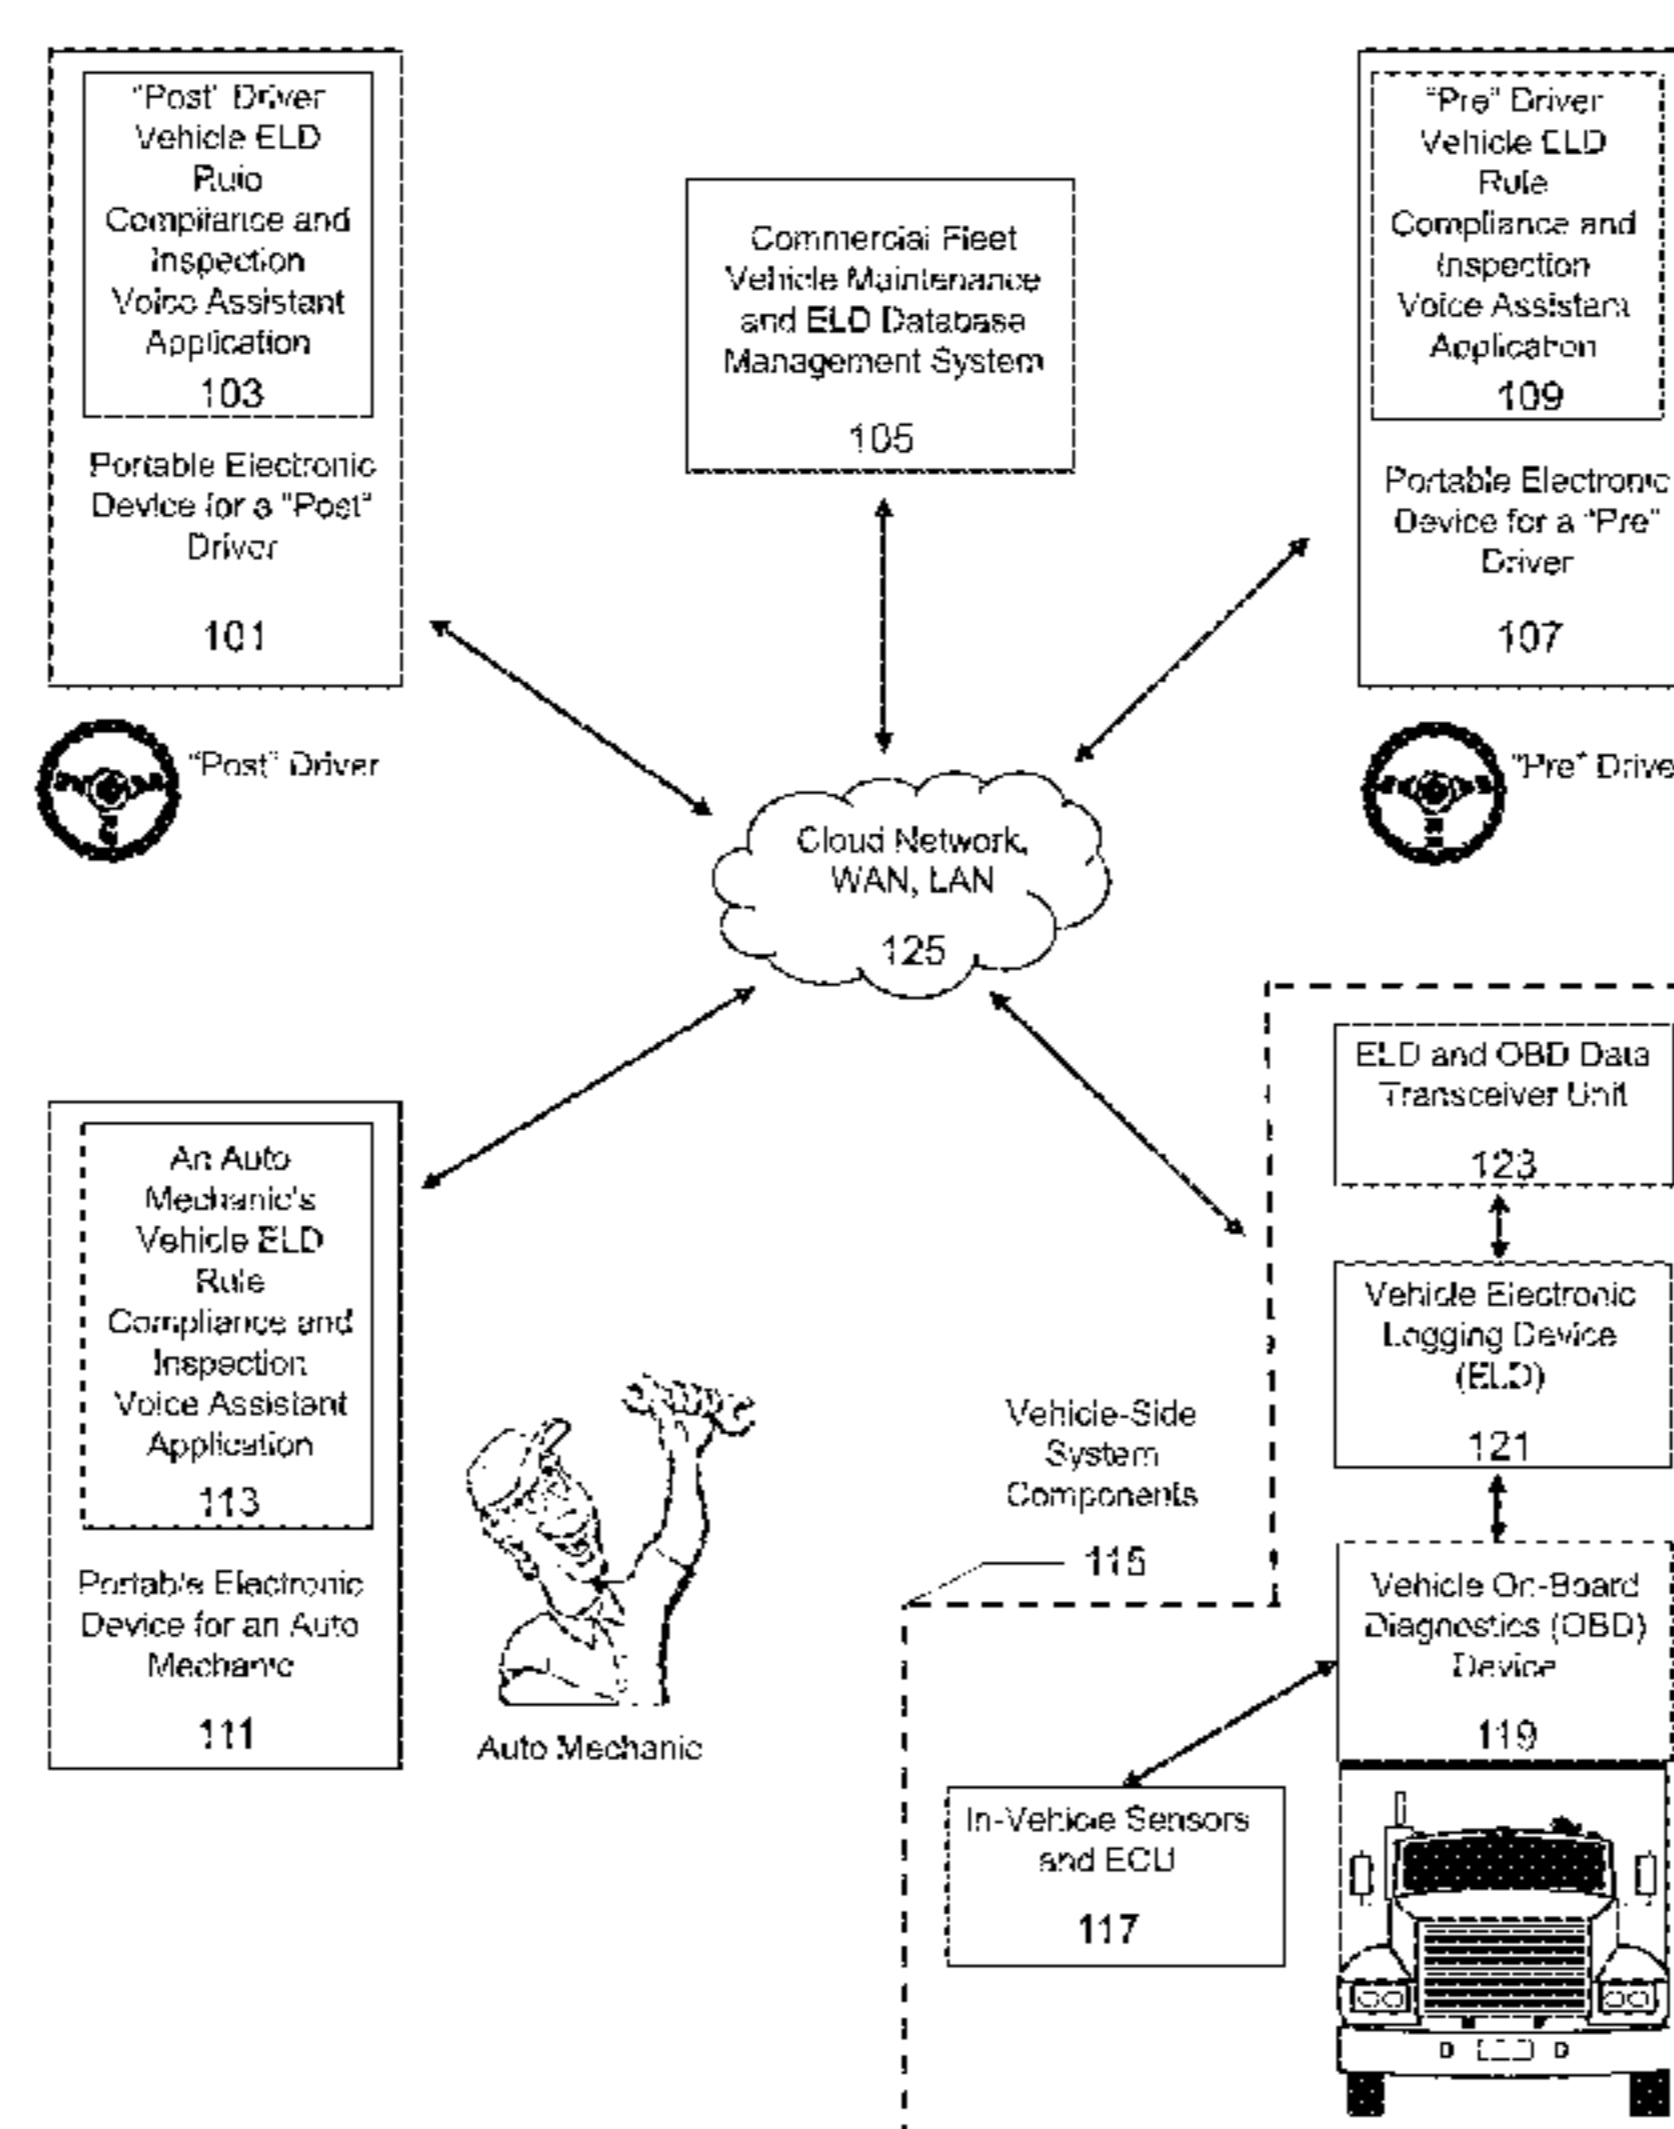 "Post" Driver
Vehicle ELD
Rule
Compliance and
Inspection
Voice Assistant
Application
103
Portable Electronic
Device for a "Post"
Driver
101
"Post" Driver
Commercial Fleet
Vehicle Maintenance
and ELD Database
Management System
105
"Pre" Driver
Vehicle ELD
Rule
Compliance and
Inspection
Voice Assistant
Application
109
Portable Electronic
Device for a "Pre"
Driver
107
"Pre" Drive
Cloud Network,
WAN, LAN
125
An Auto
Mechanic's
Vehicle ELD
Rule
Compliance and
Inspection
Voice Assistant
Application
113
Portable Electronic
Device for an Auto
Mechanic
111
Auto Mechanic
Vehicle-Side
System
Components
115
ELD and OBD Data
Transceiver Unit
123
Vehicle Electronic
Logging Device
(ELD)
121
Vehicle On-Board
Diagnostics (OBD)
Device
119
In-Vehicle Sensors
and ECU
117